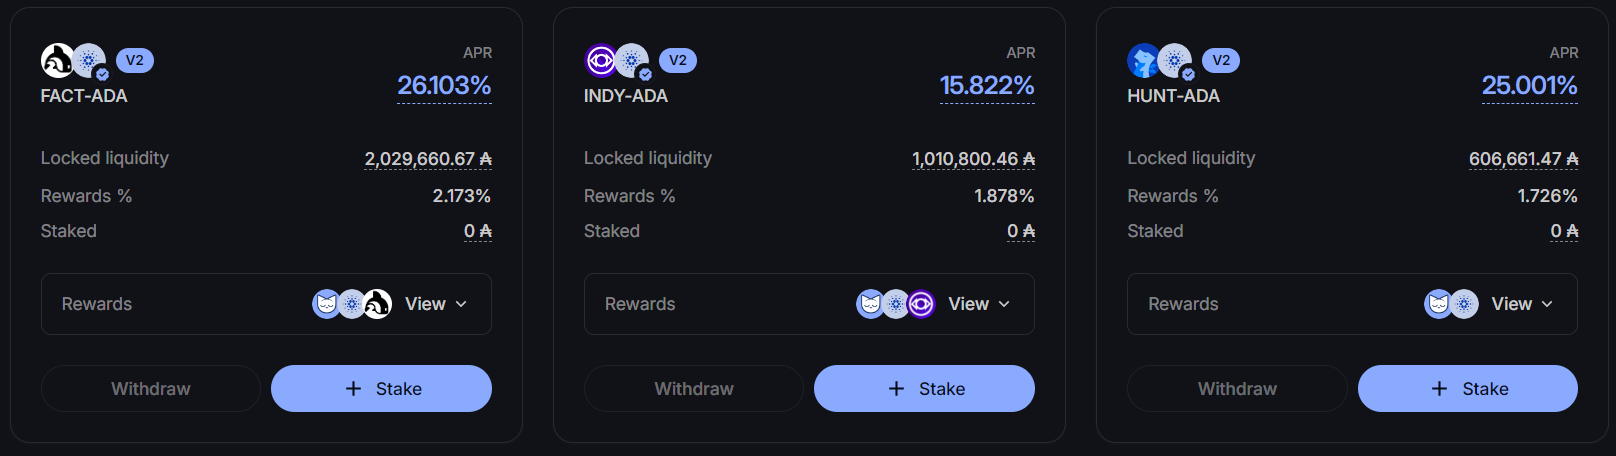 V2
APR
26.103%
FACT-ADA
Locked liquidity 2,029,660.67 ₳
Rewards % 2.173%
Staked 0 ₳
Rewards View
Withdraw + Stake
V2
APR
15.822%
INDY-ADA
Locked liquidity 1,010,800.46 ₳
Rewards % 1.878%
Staked 0 ₳
Rewards View
Withdraw + Stake
V2
APR
25.001%
HUNT-ADA
Locked liquidity 606,661.47 ₳
Rewards % 1.726%
Staked 0 ₳
Rewards View
Withdraw + Stake